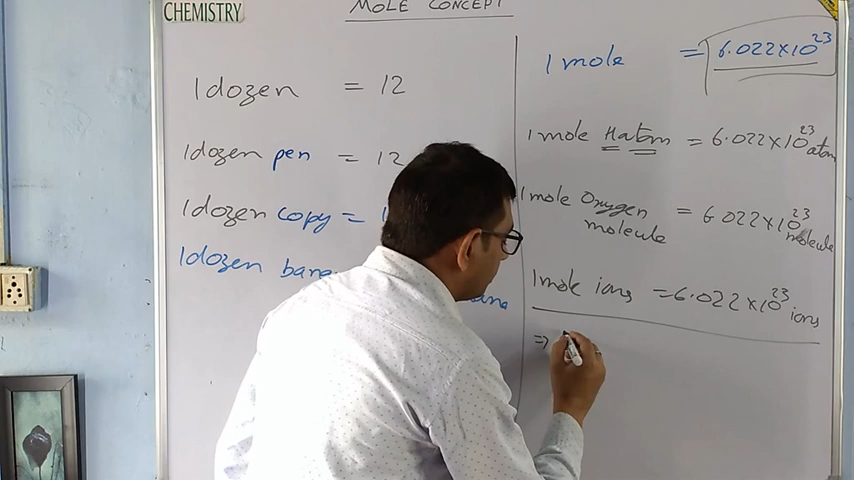 CHEMISTRY
MOLE CONCEPT
1 dozen = 12
1 dozen pen = 12
1 dozen copy =
1 dozen
1 mole = 6.022×10²³
1 mole H atom = 6.022×10²³ atom
1 mole Oxygen molecule = 6.022×10²³ molecule
1 mole ions = 6.022×10²³ ions
⇒